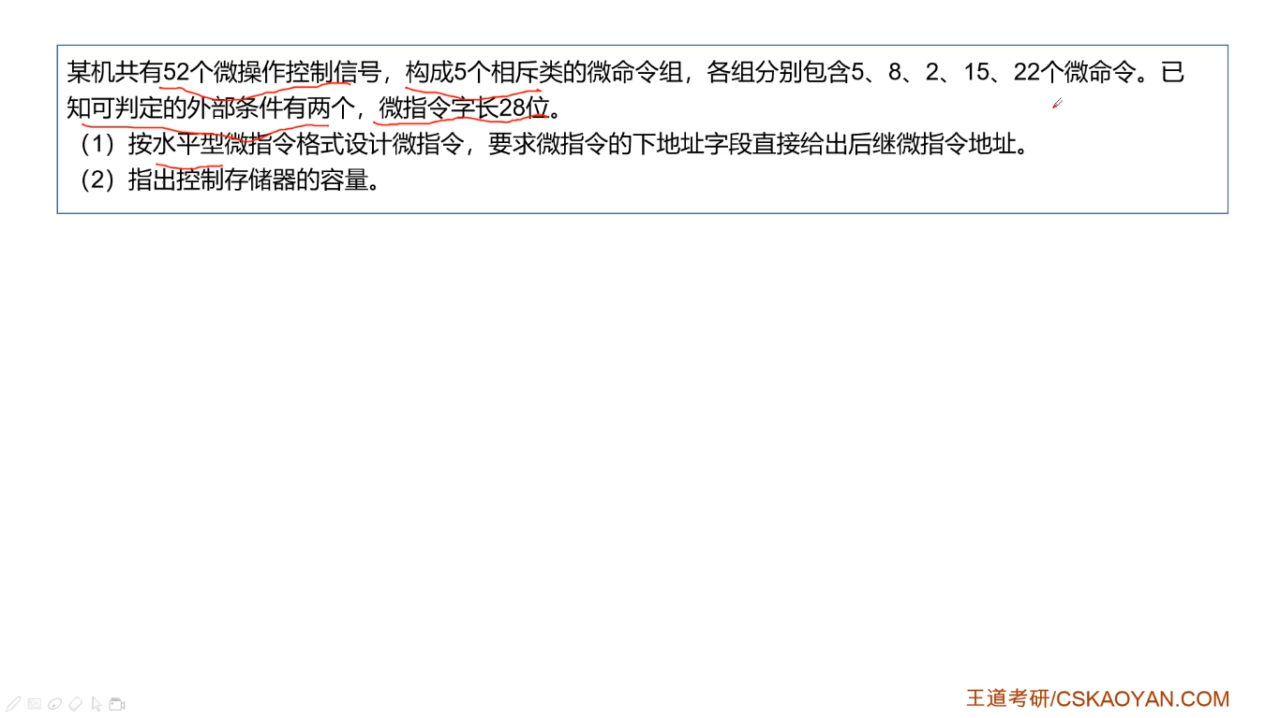 某机共有52个微操作控制信号，构成5个相斥类的微命令组，各组分别包含5、8、2、15、22个微命令。已
知可判定的外部条件有两个，微指令字长28位。
（1）按水平型微指令格式设计微指令，要求微指令的下地址字段直接给出后继微指令地址。
（2）指出控制存储器的容量。
王道考研/CSKAOYAN.COM